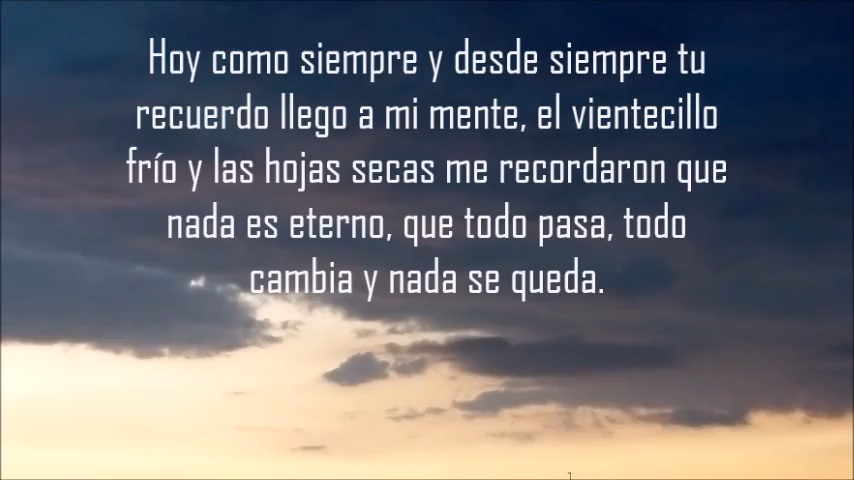 Hoy como siempre y desde siempre tu
recuerdo llego a mi mente, el vientecillo
frío y las hojas secas me recordaron que
nada es eterno, que todo pasa, todo
cambia y nada se queda.